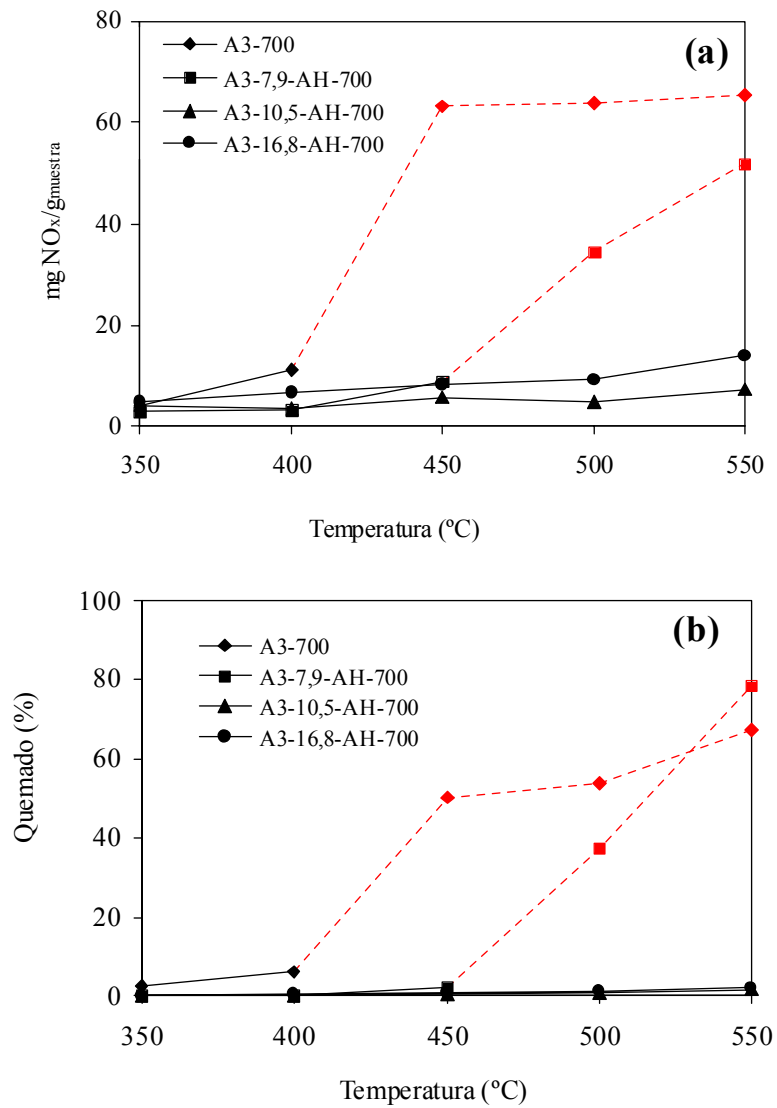 80
60
40
20
0
mg NOx/gmuestra
(a)
A3-700
A3-7,9-AH-700
A3-10,5-AH-700
A3-16,8-AH-700
350 400 450 500 550
Temperatura (ºC)
100
80
60
40
20
0
Quemado (%)
(b)
A3-700
A3-7,9-AH-700
A3-10,5-AH-700
A3-16,8-AH-700
350 400 450 500 550
Temperatura (ºC)